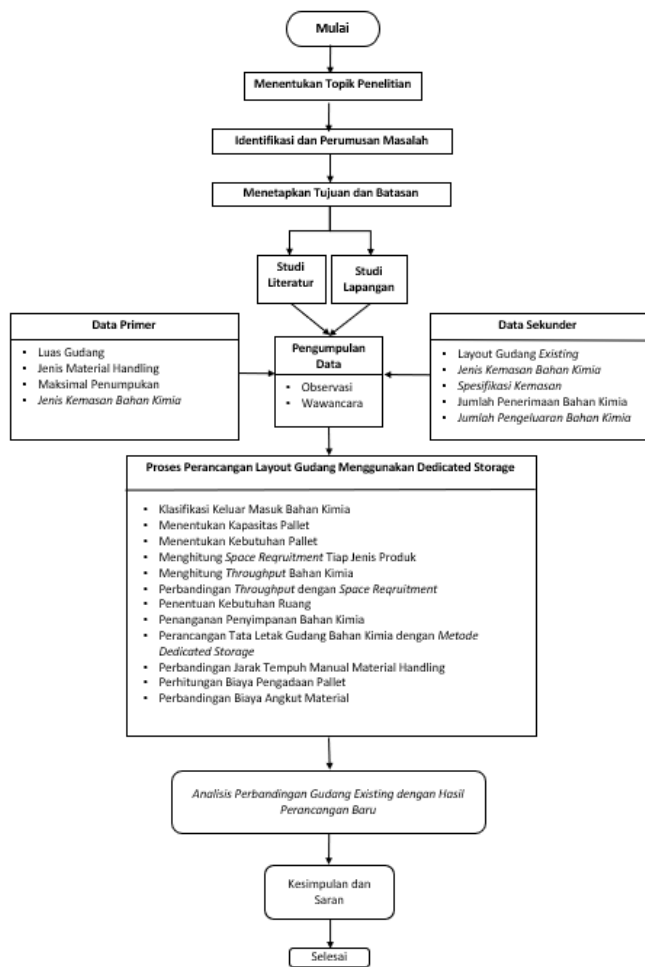 Mulai
Menentukan Topik Penelitian
Identifikasi dan Perumusan Masalah
Menetapkan Tujuan dan Batasan
Studi
Literatur
Studi
Lapangan
Data Primer
• Luas Gudang
• Jenis Material Handling
• Maksimal Penumpukan
• Jenis Kemasan Bahan Kimia
Pengumpulan
Data
• Observasi
• Wawancara
Data Sekunder
• Layout Gudang Existing
• Jenis Kemasan Bahan Kimia
• Spesifikasi Kemasan
• Jumlah Penerimaan Bahan Kimia
• Jumlah Pengeluaran Bahan Kimia
Proses Perancangan Layout Gudang Menggunakan Dedicated Storage
• Klasifikasi Keluar Masuk Bahan Kimia
• Menentukan Kapasitas Pallet
• Menentukan Kebutuhan Pallet
• Menghitung Space Reqruitment Tiap Jenis Produk
• Menghitung Throughput Bahan Kimia
• Perbandingan Throughput dengan Space Reqruitment
• Penentuan Kebutuhan Ruang
• Penanganan Penyimpanan Bahan Kimia
• Perancangan Tata Letak Gudang Bahan Kimia dengan Metode
Dedicated Storage
• Perbandingan Jarak Tempuh Manual Material Handling
• Perhitungan Biaya Pengadaan Pallet
• Perbandingan Biaya Angkut Material
Analisis Perbandingan Gudang Existing dengan Hasil
Perancangan Baru
Kesimpulan dan
Saran
Selesai